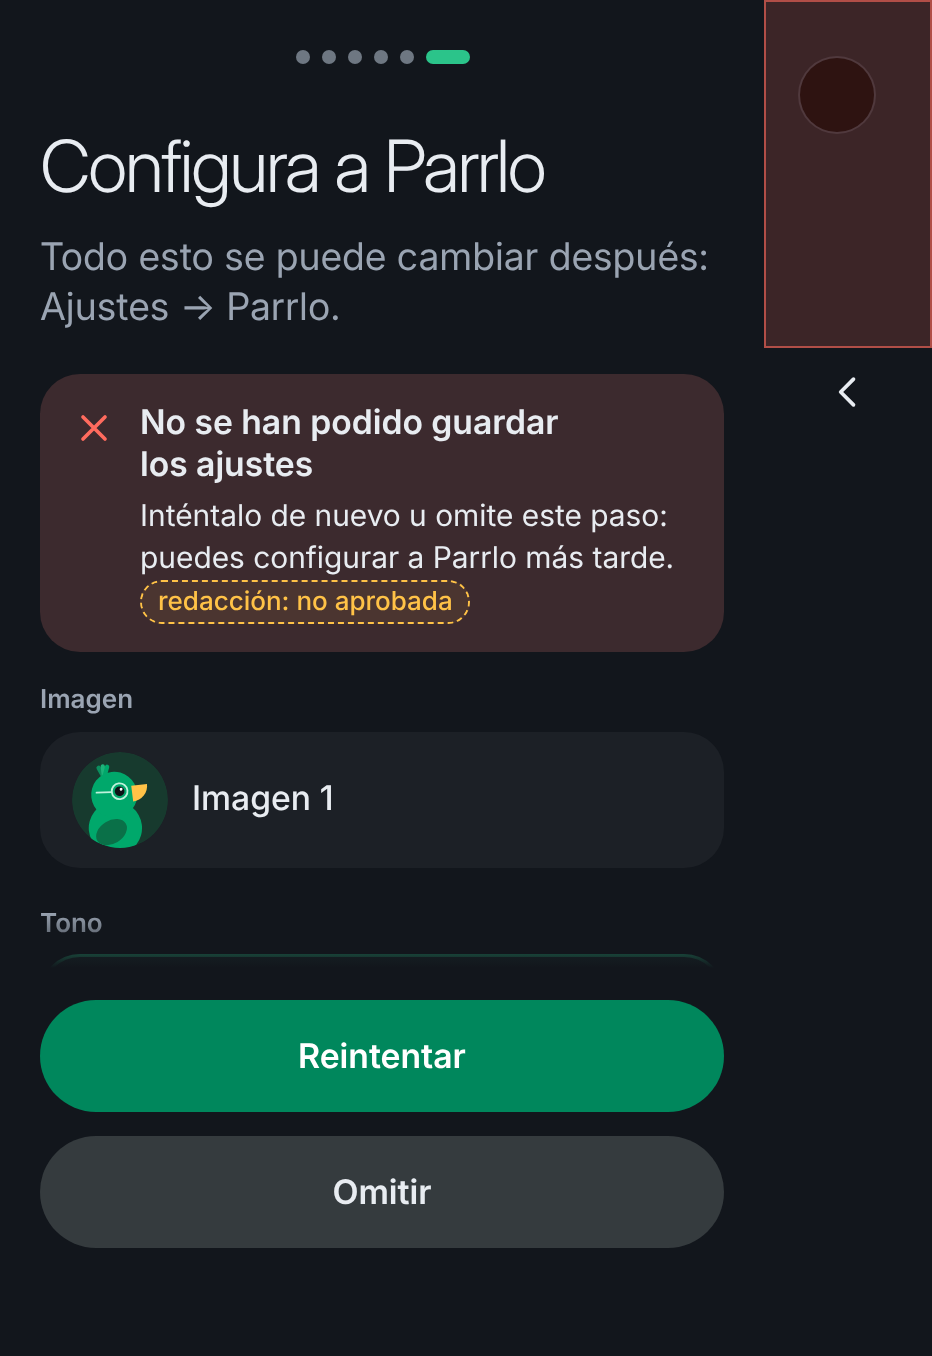 Configura a Parrlo
Todo esto se puede cambiar después:
Ajustes → Parrlo.
No se han podido guardar
los ajustes
Inténtalo de nuevo u omite este paso:
puedes configurar a Parrlo más tarde.
redacción: no aprobada
Imagen
Imagen 1
Tono
Reintentar
Omitir